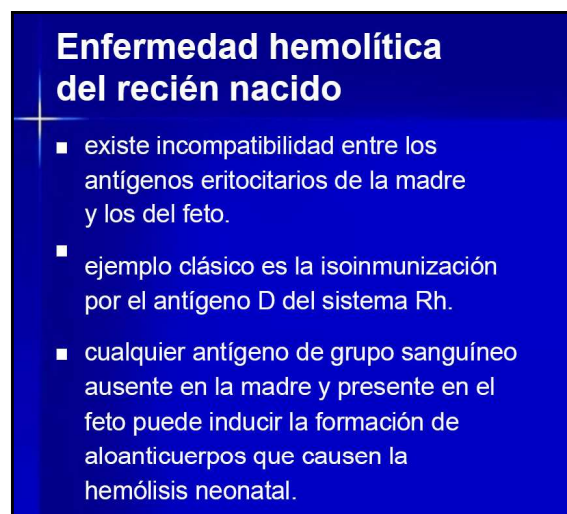 Enfermedad hemolítica
del recién nacido
■ existe incompatibilidad entre los
antígenos eritocitarios de la madre
y los del feto.
■ ejemplo clásico es la isoinmunización
por el antígeno D del sistema Rh.
■ cualquier antígeno de grupo sanguíneo
ausente en la madre y presente en el
feto puede inducir la formación de
aloanticuerpos que causen la
hemólisis neonatal.